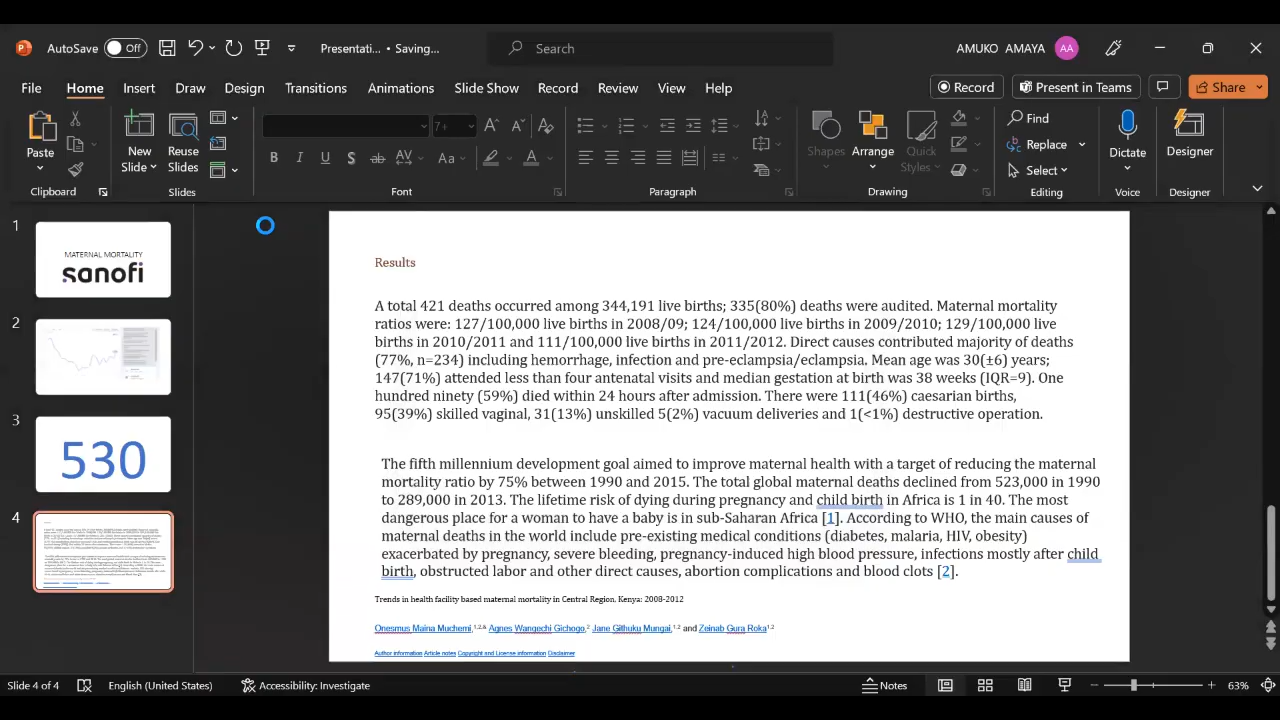 AutoSave Off Presentati... • Saving... Search AMUKO AMAYA AA
File Home Insert Draw Design Transitions Animations Slide Show Record Review View Help Record Present in Teams Share
Paste New Slide Reuse Slides 7+ Shapes Arrange Quick Styles Find Replace Select Dictate Designer
B I U S ab AV Aa A
Clipboard Slides Font Paragraph Drawing Editing Voice Designer
1
MATERNAL MORTALITY
sanofi
2
3
530
4
Results
A total 421 deaths occurred among 344,191 live births; 335(80%) deaths were audited. Maternal mortality
ratios were: 127/100,000 live births in 2008/09; 124/100,000 live births in 2009/2010; 129/100,000 live
births in 2010/2011 and 111/100,000 live births in 2011/2012. Direct causes contributed majority of deaths
(77%, n=234) including hemorrhage, infection and pre-eclampsia/eclampsia. Mean age was 30(±6) years;
147(71%) attended less than four antenatal visits and median gestation at birth was 38 weeks (IQR=9). One
hundred ninety (59%) died within 24 hours after admission. There were 111(46%) caesarian births,
95(39%) skilled vaginal, 31(13%) unskilled 5(2%) vacuum deliveries and 1(<1%) destructive operation.
The fifth millennium development goal aimed to improve maternal health with a target of reducing the maternal
mortality ratio by 75% between 1990 and 2015. The total global maternal deaths declined from 523,000 in 1990
to 289,000 in 2013. The lifetime risk of dying during pregnancy and child birth in Africa is 1 in 40. The most
dangerous place for a woman to have a baby is in sub-Saharan Africa [1]. According to WHO, the main causes of
maternal deaths in the world include pre-existing medical conditions (diabetes, malaria, HIV, obesity)
exacerbated by pregnancy, severe bleeding, pregnancy-induced high blood pressure, infections mostly after child
birth, obstructed labor and other direct causes, abortion complications and blood clots [2].
Trends in health facility based maternal mortality in Central Region, Kenya: 2008-2012
Onesmus Maina Muchemi,1,2,& Agnes Wangechi Gichogo,2 Jane Githuku Mungai,1,2 and Zeinab Gura Roka1,2
Author information Article notes Copyright and License information Disclaimer
Slide 4 of 4 English (United States) Accessibility: Investigate Notes 63%